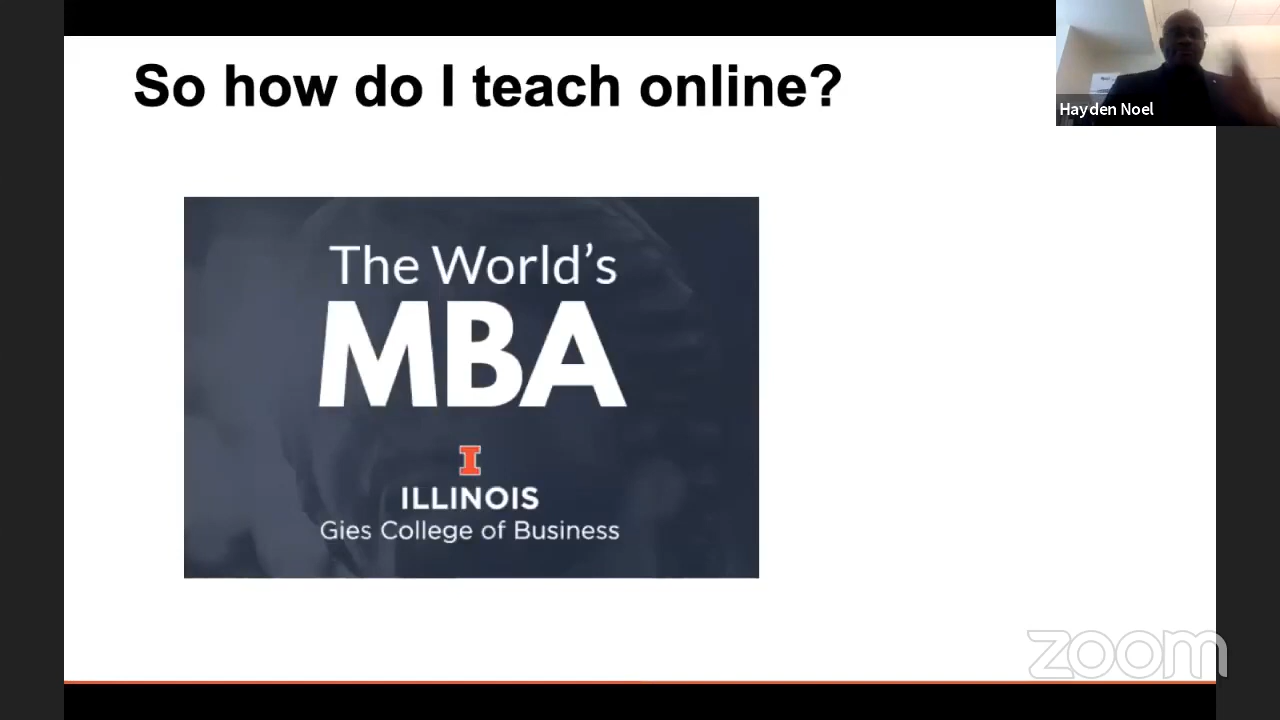 So how do I teach online?
Hayden Noel
The World's
MBA
I
ILLINOIS
Gies College of Business
zoom